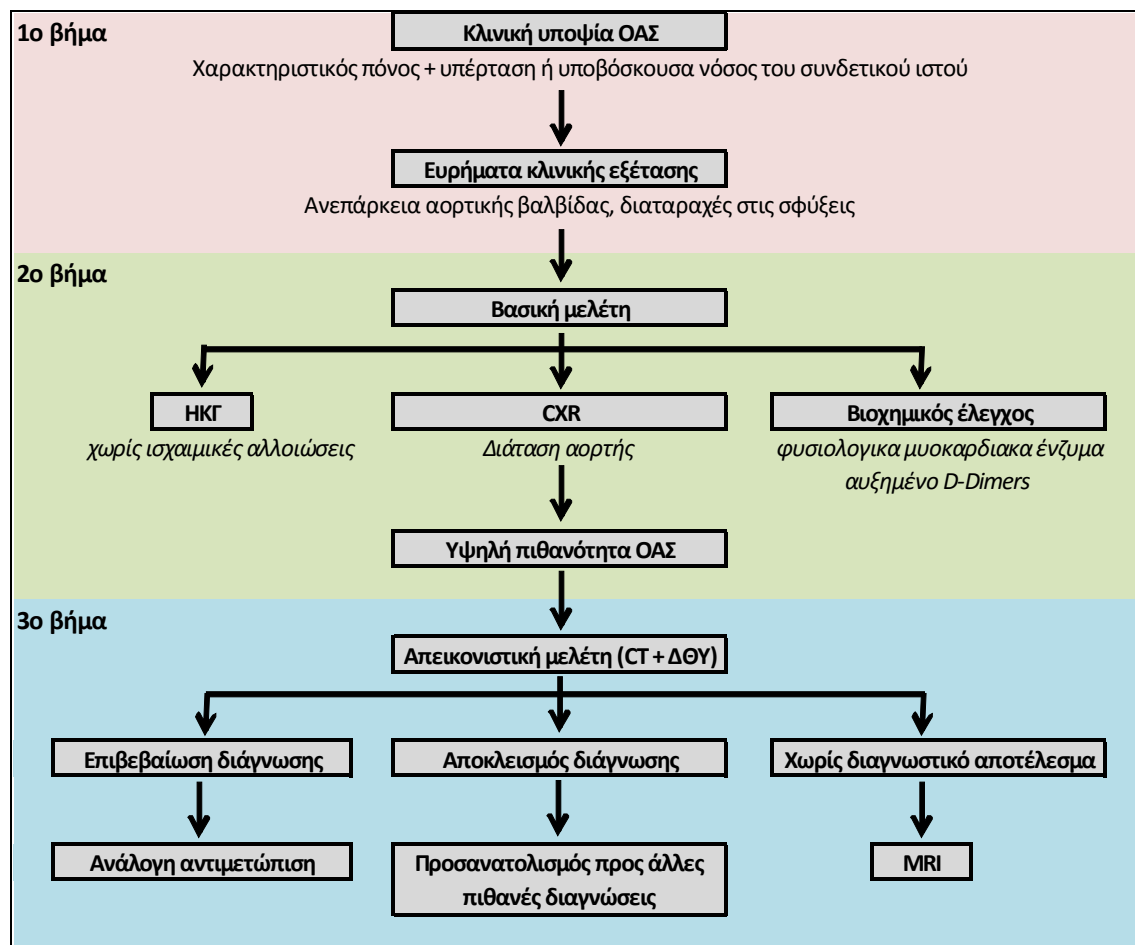 1ο βήμα
Κλινική υποψία ΟΑΣ
Χαρακτηριστικός πόνος + υπέρταση ή υποβόσκουσα νόσος του συνδετικού ιστού
Ευρήματα κλινικής εξέτασης
Ανεπάρκεια αορτικής βαλβίδας, διαταραχές στις σφύξεις
2ο βήμα
Βασική μελέτη
ΗΚΓ
CXR
Βιοχημικός έλεγχος
χωρίς ισχαιμικές αλλοιώσεις
Διάταση αορτής
φυσιολογικα μυοκαρδιακα ένζυμα
αυξημένο D-Dimers
Υψηλή πιθανότητα ΟΑΣ
3ο βήμα
Απεικονιστική μελέτη (CT + ΔΘΥ)
Επιβεβαίωση διάγνωσης
Αποκλεισμός διάγνωσης
Χωρίς διαγνωστικό αποτέλεσμα
Ανάλογη αντιμετώπιση
Προσανατολισμός προς άλλες
πιθανές διαγνώσεις
MRI